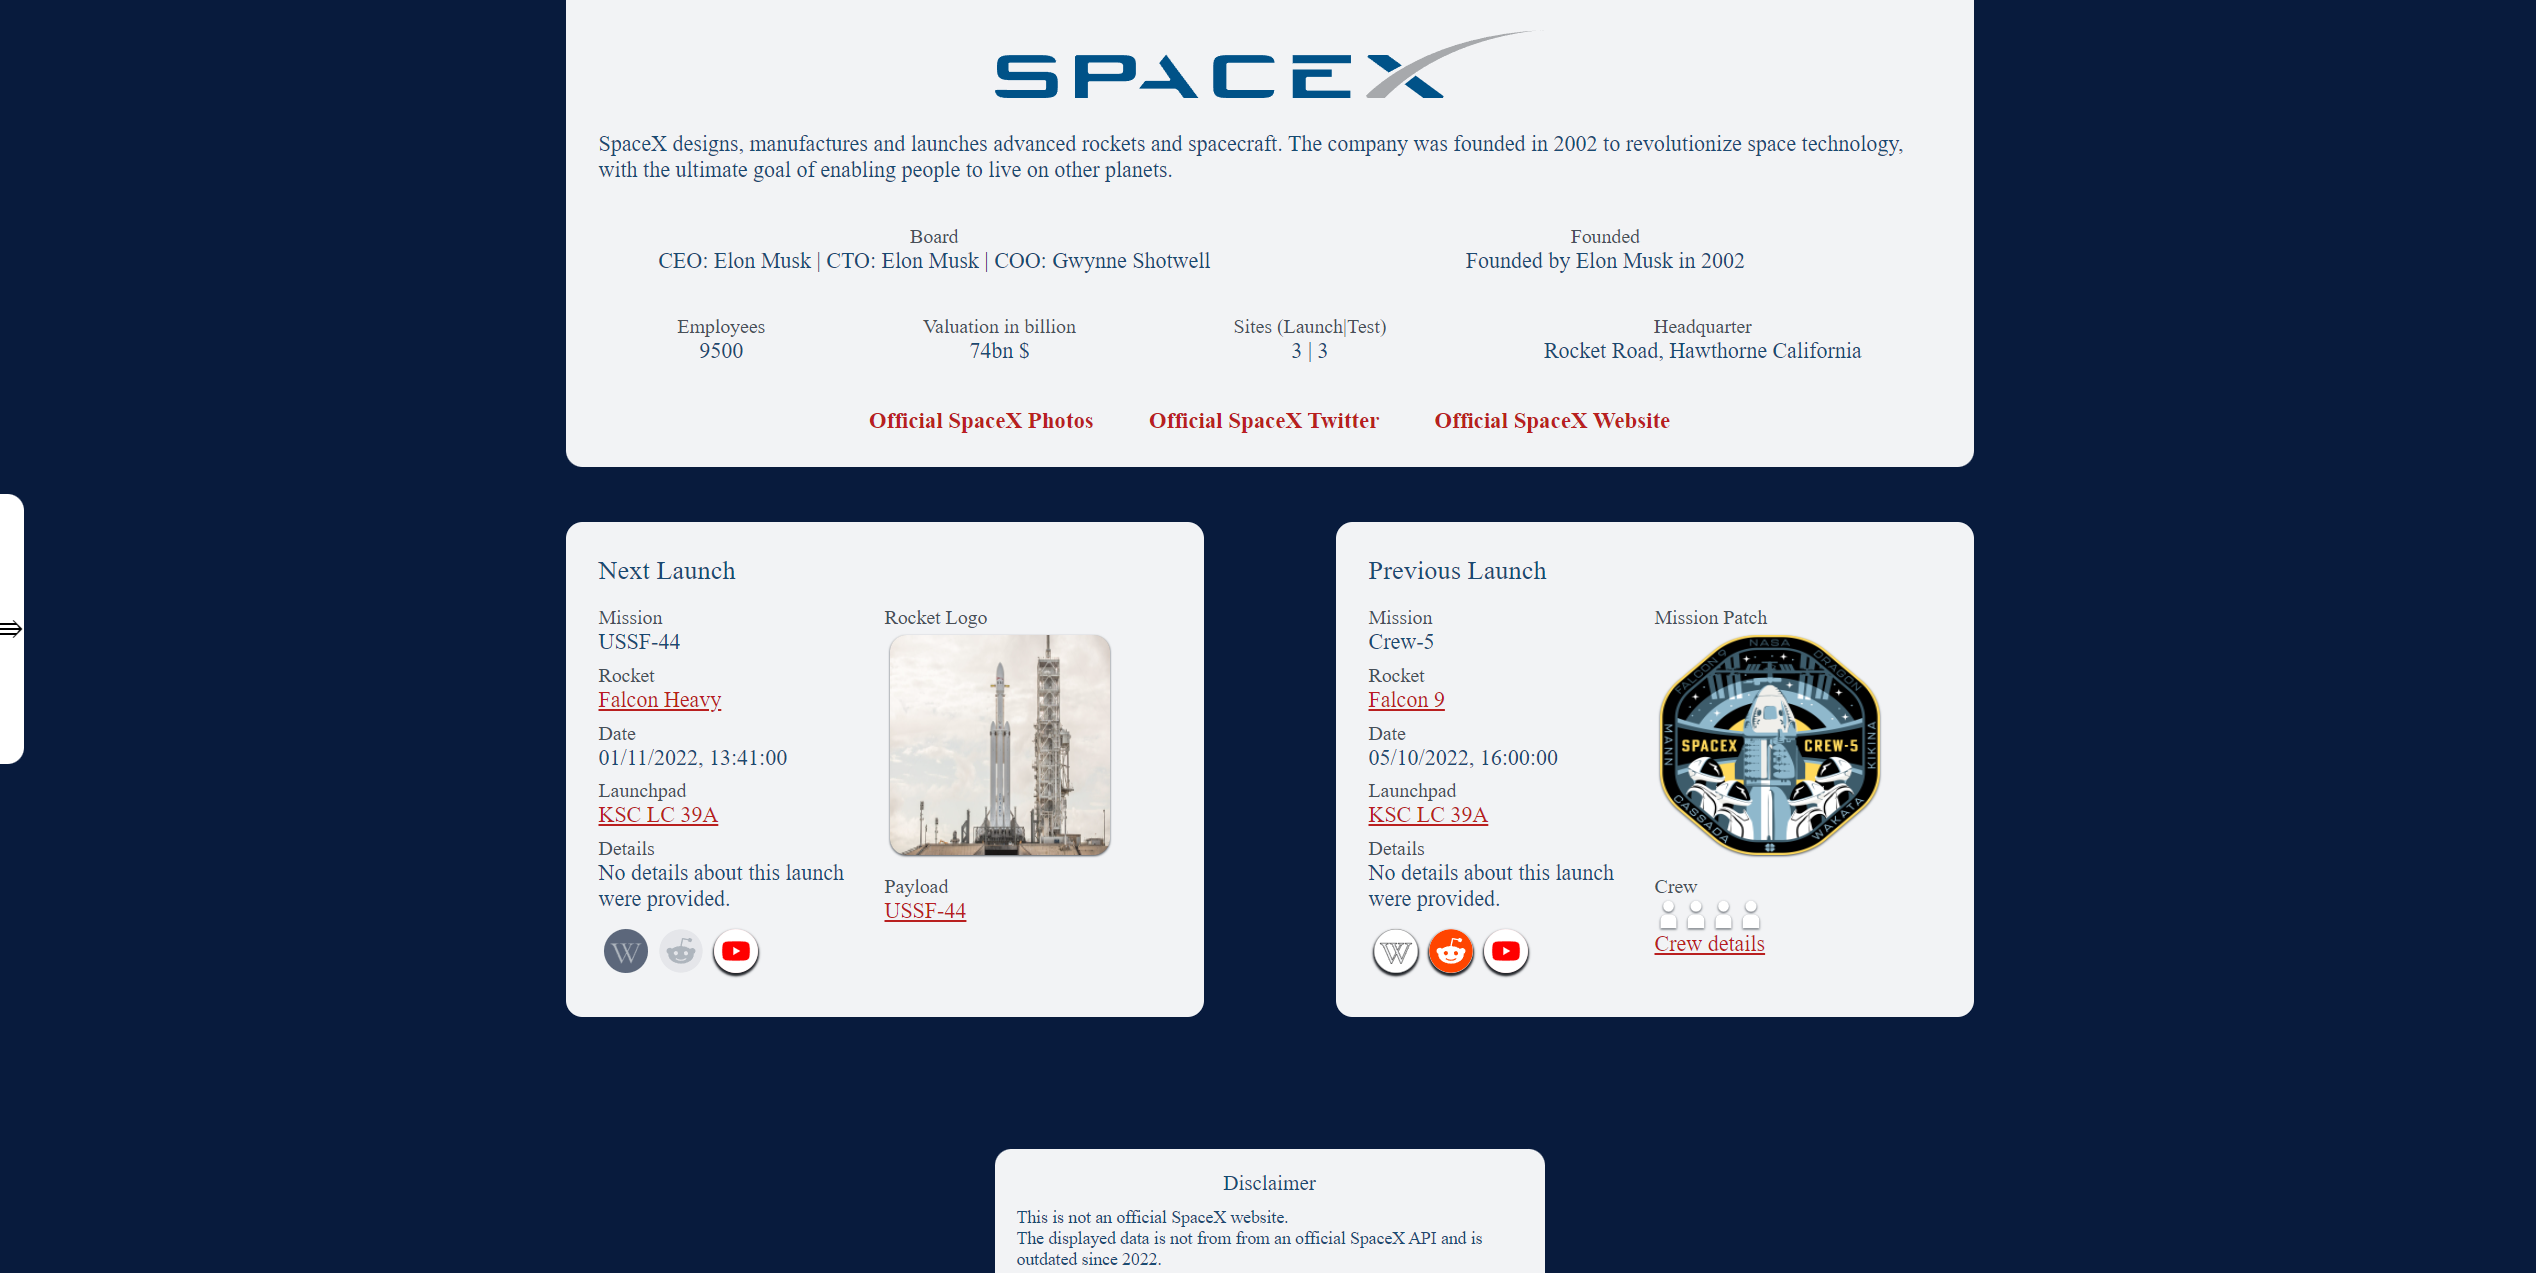 SPACEX
SpaceX designs, manufactures and launches advanced rockets and spacecraft. The company was founded in 2002 to revolutionize space technology,
with the ultimate goal of enabling people to live on other planets.
Board
CEO: Elon Musk | CTO: Elon Musk | COO: Gwynne Shotwell
Founded
Founded by Elon Musk in 2002
Employees
9500
Valuation in billion
74bn $
Sites (Launch|Test)
3 | 3
Headquarter
Rocket Road, Hawthorne California
Official SpaceX Photos
Official SpaceX Twitter
Official SpaceX Website
⇛
Next Launch
Mission
USSF-44
Rocket
Falcon Heavy
Date
01/11/2022, 13:41:00
Launchpad
KSC LC 39A
Details
No details about this launch
were provided.
W
Rocket Logo
Payload
USSF-44
Previous Launch
Mission
Crew-5
Rocket
Falcon 9
Date
05/10/2022, 16:00:00
Launchpad
KSC LC 39A
Details
No details about this launch
were provided.
W
Mission Patch
FALCON 9
NASA
DRAGON
MANN
SPACEX CREW-5
KIKINA
CASSADA
WAKATA
Crew
Crew details
Disclaimer
This is not an official SpaceX website.
The displayed data is not from from an official SpaceX API and is
outdated since 2022.